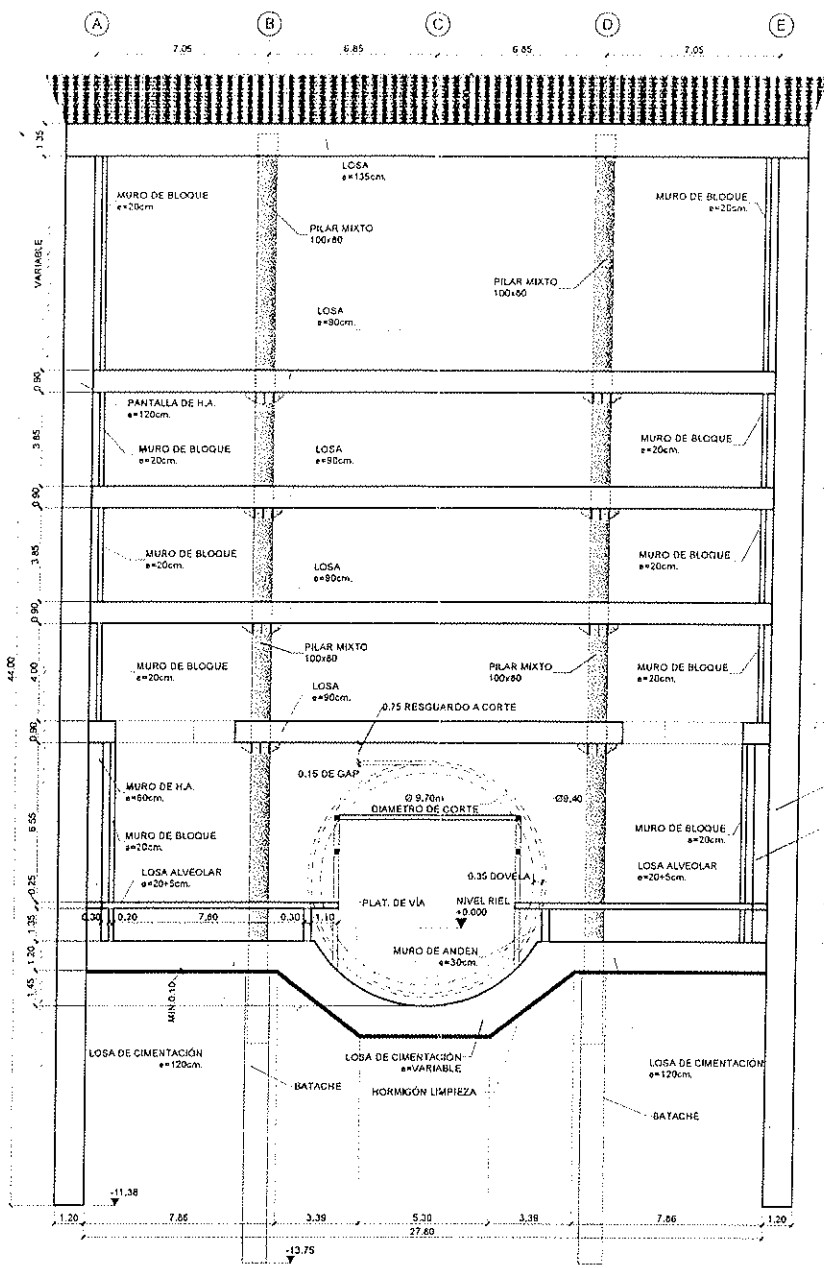 A B C D E
7.05 6.85 6.85 7.05
1.35
LOSA
e=135cm.
MURO DE BLOQUE
e=20cm
MURO DE BLOQUE
e=20cm.
PILAR MIXTO
100x80
VARIABLE
PILAR MIXTO
100x80
LOSA
e=90cm.
0.90
PANTALLA DE H.A.
e=120cm.
3.85
MURO DE BLOQUE
e=20cm.
LOSA
e=90cm.
MURO DE BLOQUE
e=20cm.
0.90
3.85
MURO DE BLOQUE
e=20cm.
LOSA
e=90cm.
MURO DE BLOQUE
e=20cm.
0.90
44.00
4.00
MURO DE BLOQUE
e=20cm.
PILAR MIXTO
100x80
PILAR MIXTO
100x80
MURO DE BLOQUE
e=20cm.
LOSA
e=90cm.
0.75 RESGUARDO A CORTE
0.90
0.15 DE GAP
MURO DE H.A.
e=60cm.
Ø 9.70m
DIAMETRO DE CORTE
Ø9,40
6.55
MURO DE BLOQUE
e=20cm.
MURO DE BLOQUE
e=20cm.
LOSA ALVEOLAR
e=20+5cm.
0.35 DOVELA
LOSA ALVEOLAR
e=20+5cm.
0.25
0.30 0.20 7.80 0.30 1.10
PLAT. DE VÍA
NIVEL RIEL
+0.000
1.35
MURO DE ANDEN
e=30cm.
1.20
1.45
MIN 0.10
LOSA DE CIMENTACIÓN
e=120cm.
LOSA DE CIMENTACIÓN
e=VARIABLE
LOSA DE CIMENTACIÓN
e=120cm.
BATACHE
HORMIGÓN LIMPIEZA
BATACHE
-11,38
1.20 7.86 3.39 5.30 3.39 7.86 1.20
27.80
-13.75